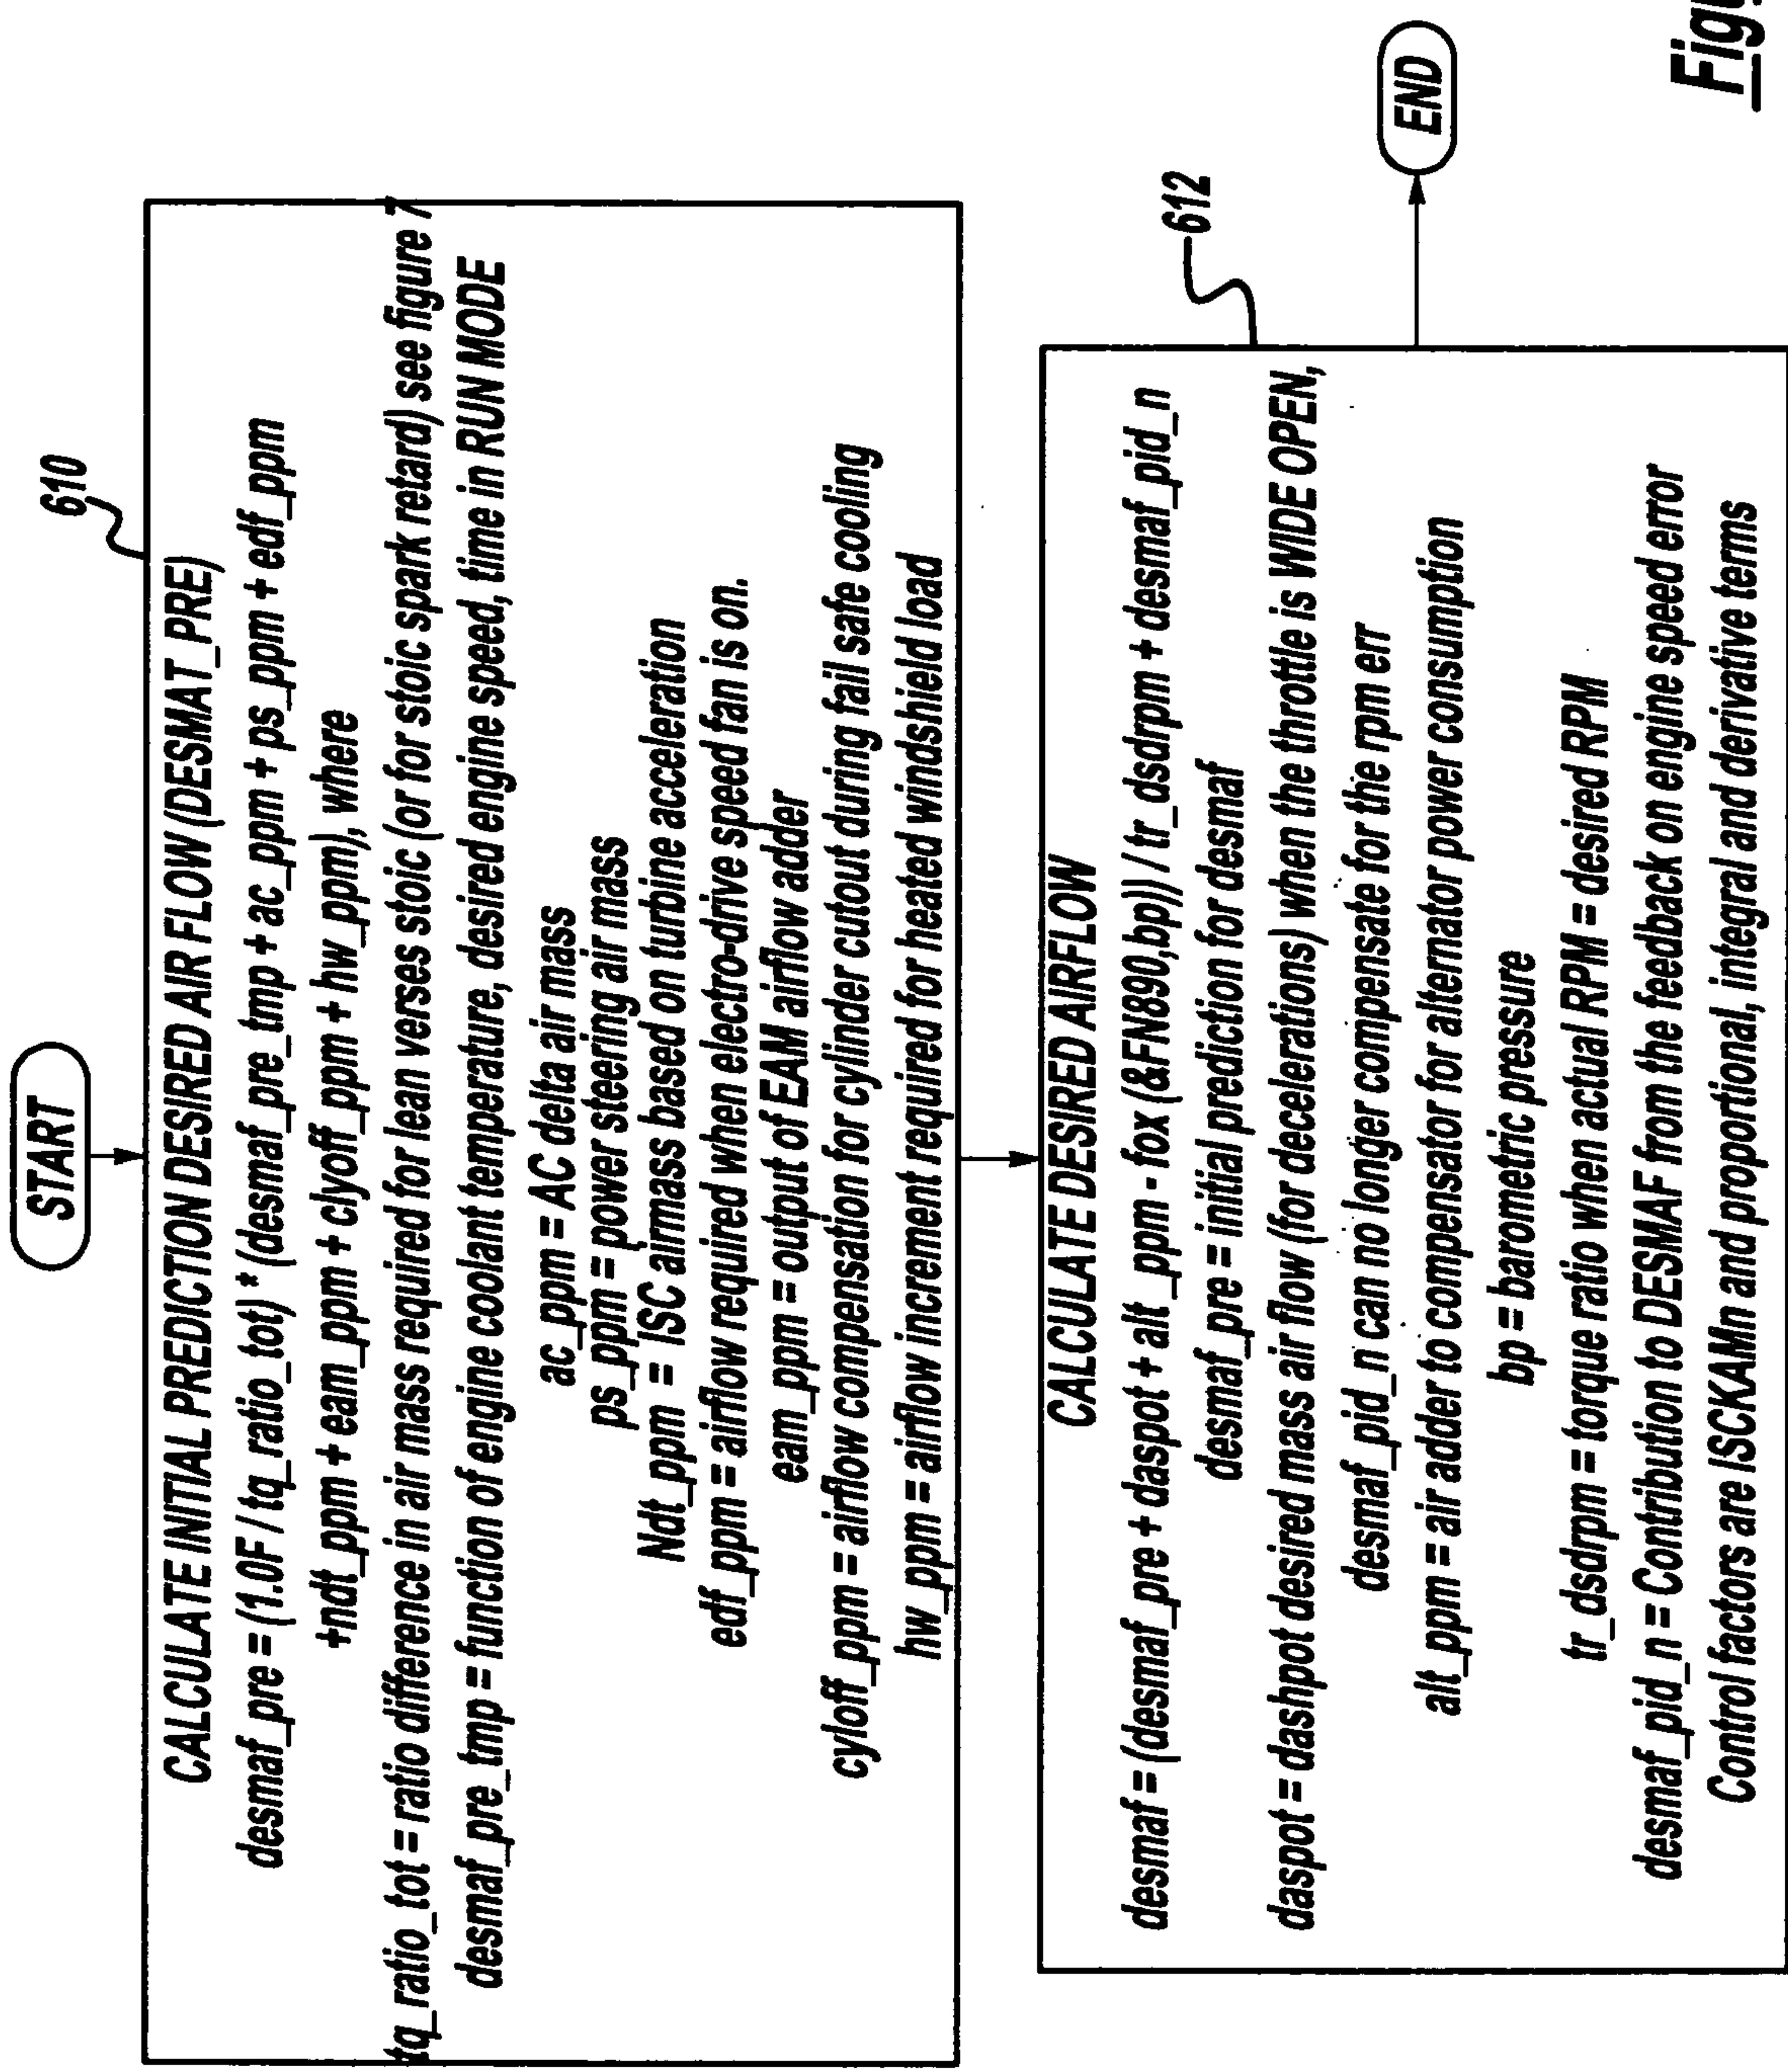 START
610
CALCULATE INITIAL PREDICTION DESIRED AIR FLOW (DESMAT_PRE)
desmaf_pre = (1.0F / tq_ratio_tot) * (desmaf_pre_tmp + ac_ppm + ps_ppm + edf_ppm
+ndt_ppm + eam_ppm + clyoff_ppm + hw_ppm), where
tq_ratio_tot = ratio difference in air mass required for lean verses stoic (or for stoic spark retard) see figure 7
desmaf_pre_tmp = function of engine coolant temperature, desired engine speed, time in RUN MODE
ac_ppm = AC delta air mass
ps_ppm = power steering air mass
Ndt_ppm = ISC airmass based on turbine acceleration
edf_ppm = airflow required when electro-drive speed fan is on.
eam_ppm = output of EAM airflow adder
cyloff_ppm = airflow compensation for cylinder cutout during fail safe cooling
hw_ppm = airflow increment required for heated windshield load
612
CALCULATE DESIRED AIRFLOW
desmaf = (desmaf_pre + daspot + alt_ppm - fox (&FN890,bp)) / tr_dsdrpm + desmaf_pid_n
desmaf_pre = initial prediction for desmaf
daspot = dashpot desired mass air flow (for decelerations) when the throttle is WIDE OPEN,
desmaf_pid_n can no longer compensate for the rpm err
alt_ppm = air adder to compensator for alternator power consumption
bp = barometric pressure
tr_dsdrpm = torque ratio when actual RPM = desired RPM
desmaf_pid_n = Contribution to DESMAF from the feedback on engine speed error
Control factors are ISCKAMn and proportional, integral and derivative terms
END